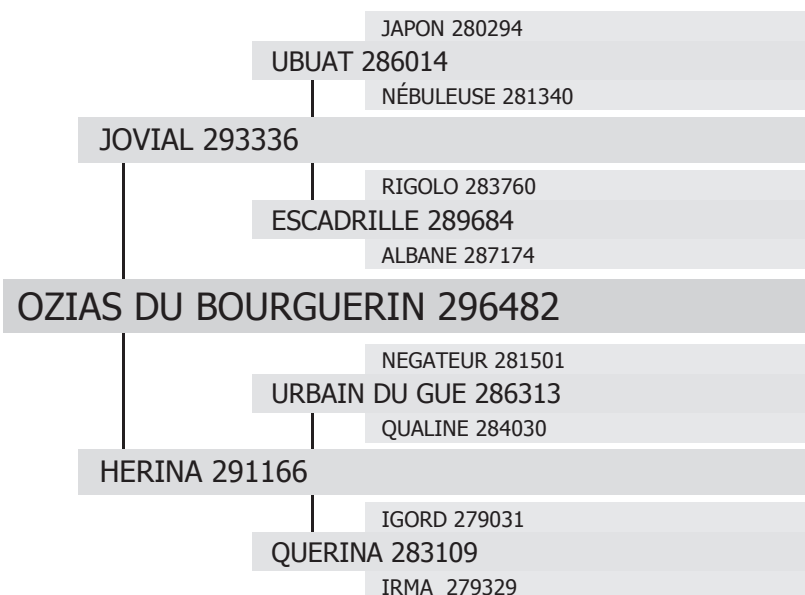 JAPON 280294
UBUAT 286014
NÉBULEUSE 281340
JOVIAL 293336
RIGOLO 283760
ESCADRILLE 289684
ALBANE 287174
OZIAS DU BOURGUERIN 296482
NEGATEUR 281501
URBAIN DU GUE 286313
QUALINE 284030
HERINA 291166
IGORD 279031
QUERINA 283109
IRMA 279329